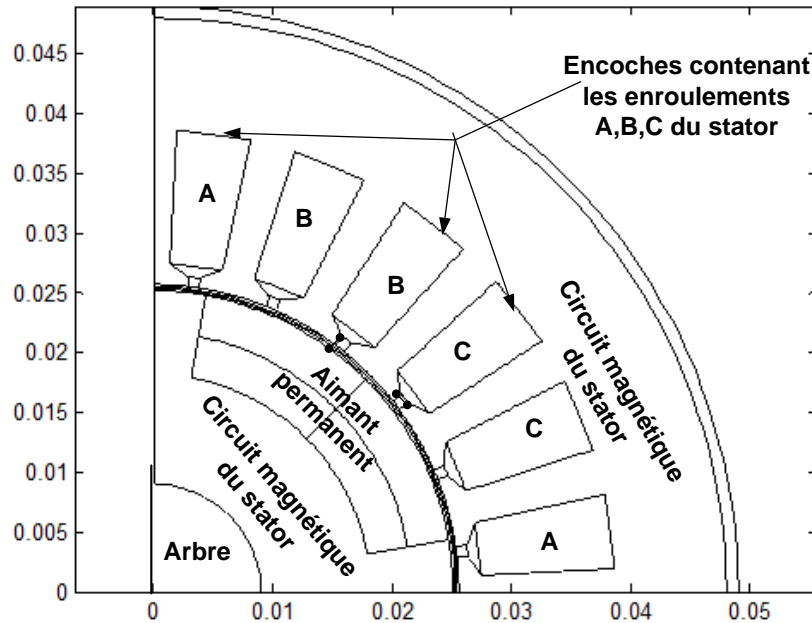 0.045
0.04
0.035
0.03
0.025
0.02
0.015
0.01
0.005
0
0
0.01
0.02
0.03
0.04
0.05
Encoches contenant
les enroulements
A,B,C du stator
A
B
B
C
C
A
Circuit magnétique
du stator
Aimant
permanent
Circuit magnétique
du stator
Arbre